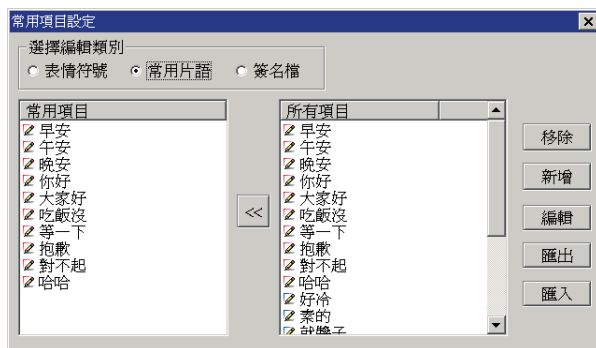 常用項目設定
選擇編輯類別
表情符號 常用片語 簽名檔
常用項目
早安
午安
晚安
你好
大家好
吃飯沒
等一下
抱歉
對不起
哈哈
<<
所有項目
早安
午安
晚安
你好
大家好
吃飯沒
等一下
抱歉
對不起
哈哈
好冷
素的
就醬子
移除
新增
編輯
匯出
匯入